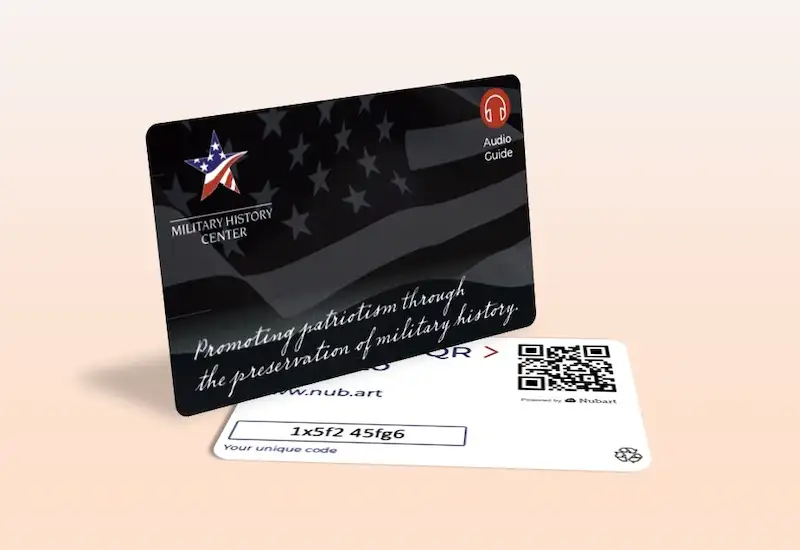 MILITARY HISTORY
CENTER
Audio
Guide
Promoting patriotism through
the preservation of military history.
QR >
www.nub.art
1x5f2 45fg6
Your unique code
Powered by Nubart